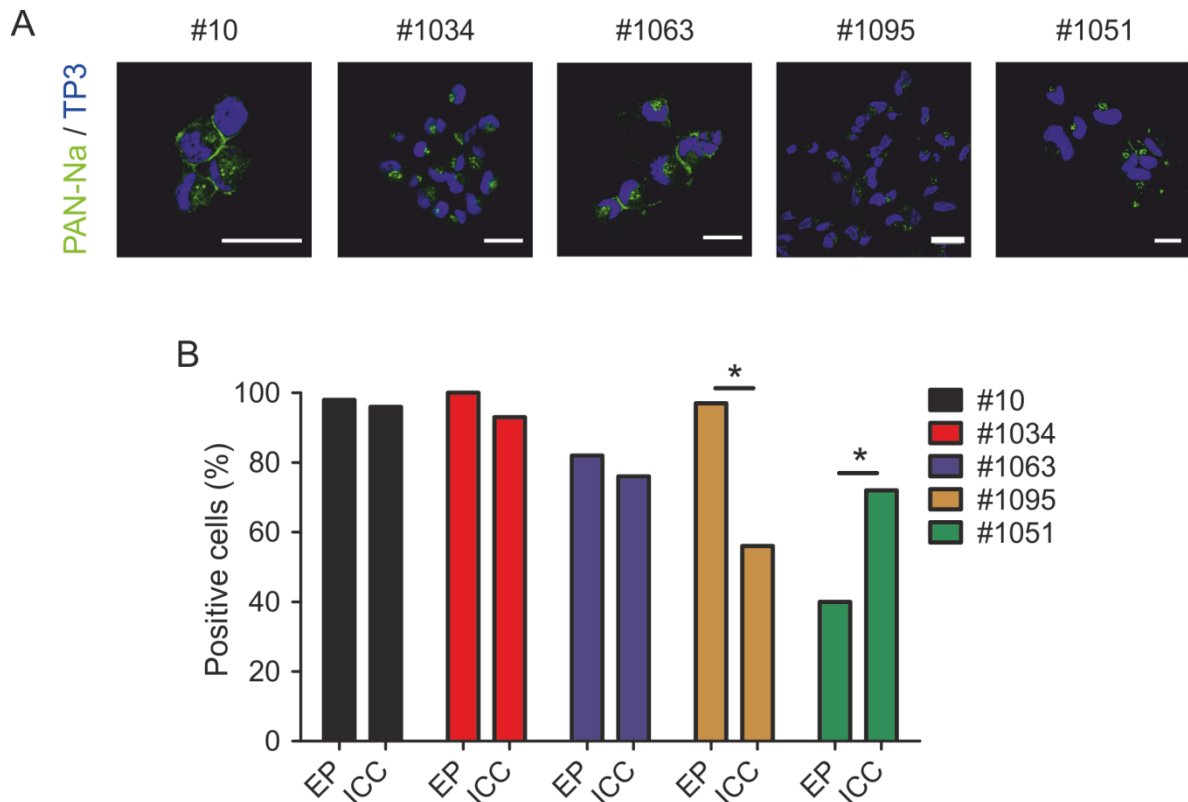 A
#10 #1034 #1063 #1095 #1051
PAN-Na / TP3
B
Positive cells (%)
100
80
60
40
20
0
*
*
EP ICC EP ICC EP ICC EP ICC EP ICC
#10
#1034
#1063
#1095
#1051